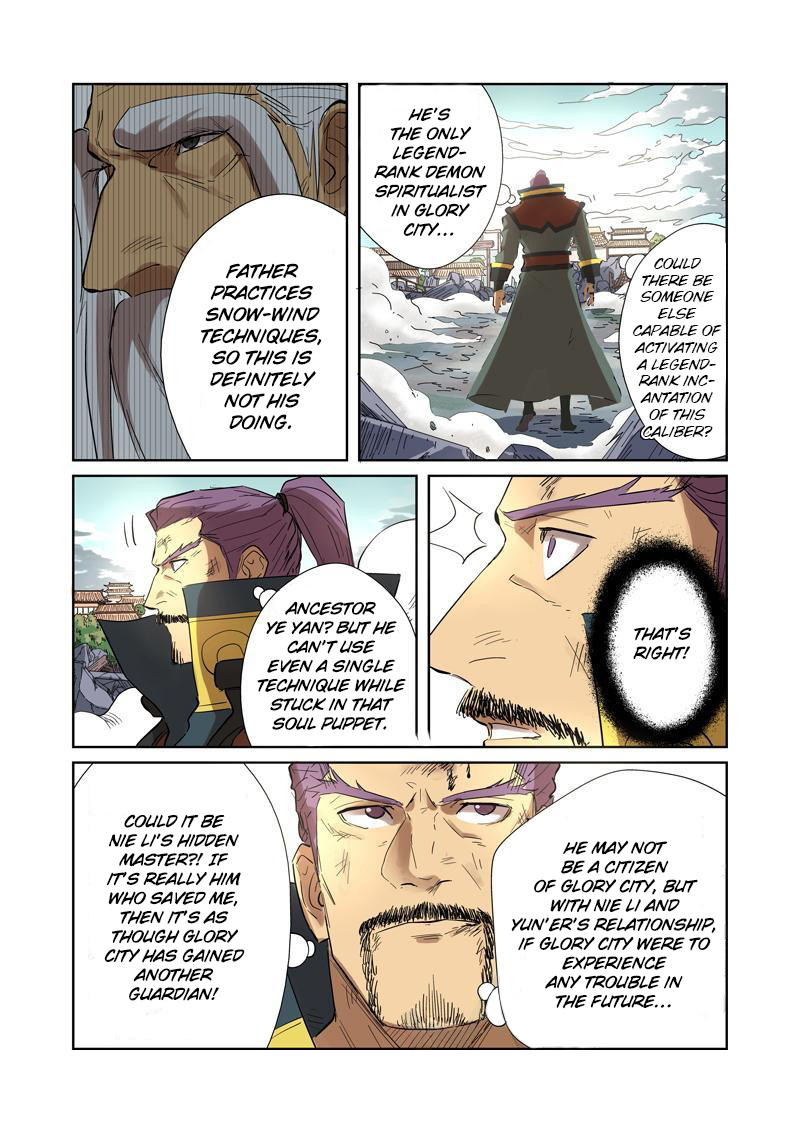 FATHER
PRACTICES
SNOW-WIND
TECHNIQUES,
SO THIS IS
DEFINITELY
NOT HIS
DOING.
HE'S
THE ONLY
LEGEND-
RANK DEMON
SPIRITUALIST
IN GLORY
CITY...
COULD
THERE BE
SOMEONE
ELSE
CAPABLE OF
ACTIVATING
A LEGEND-
RANK INC-
ANTATION
OF THIS
CALIBER?
ANCESTOR
YE YAN? BUT HE
CAN'T USE
EVEN A SINGLE
TECHNIQUE WHILE
STUCK IN THAT
SOUL PUPPET.
THAT'S
RIGHT!
COULD IT BE
NIE LI'S HIDDEN
MASTER?! IF
IT'S REALLY HIM
WHO SAVED ME,
THEN IT'S AS
THOUGH GLORY
CITY HAS GAINED
ANOTHER
GUARDIAN!
HE MAY NOT
BE A CITIZEN
OF GLORY CITY, BUT
WITH NIE LI AND
YUN'ER'S RELATIONSHIP,
IF GLORY CITY WERE TO
EXPERIENCE
ANY TROUBLE IN
THE FUTURE...